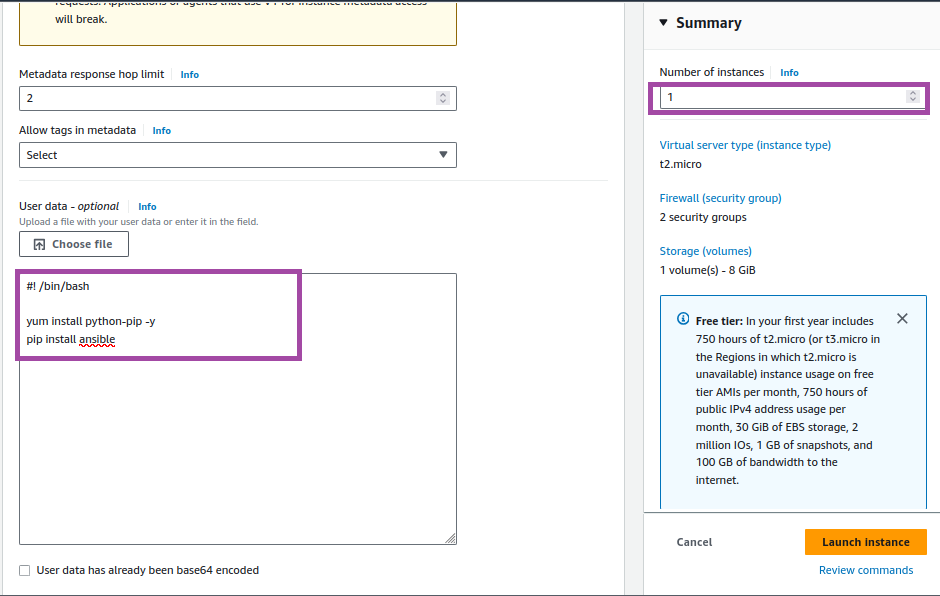 requests. Applications or agents that use V1 for instance metadata access
will break.
Metadata response hop limit Info
2
Allow tags in metadata Info
Select
User data - optional Info
Upload a file with your user data or enter it in the field.
Choose file
#! /bin/bash
yum install python-pip -y
pip install ansible
User data has already been base64 encoded
Summary
Number of instances Info
1
Virtual server type (instance type)
t2.micro
Firewall (security group)
2 security groups
Storage (volumes)
1 volume(s) - 8 GiB
Free tier: In your first year includes
750 hours of t2.micro (or t3.micro in
the Regions in which t2.micro is
unavailable) instance usage on free
tier AMIs per month, 750 hours of
public IPv4 address usage per
month, 30 GiB of EBS storage, 2
million IOs, 1 GB of snapshots, and
100 GB of bandwidth to the
internet.
Cancel
Launch instance
Review commands